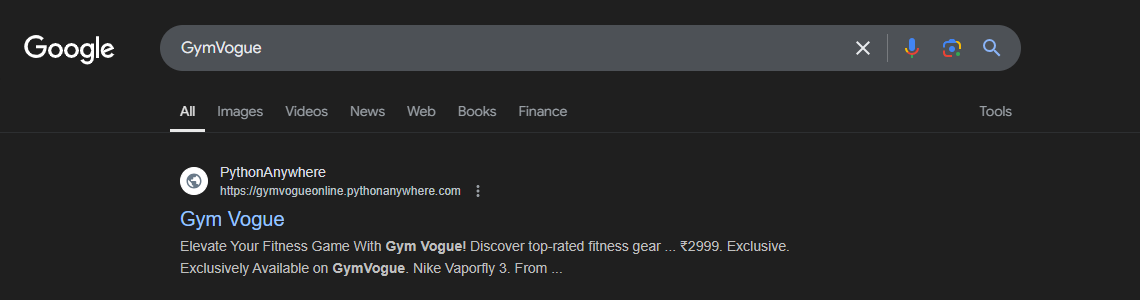 Google
GymVogue
All Images Videos News Web Books Finance Tools
PythonAnywhere
https://gymvogueonline.pythonanywhere.com
Gym Vogue
Elevate Your Fitness Game With Gym Vogue! Discover top-rated fitness gear ... ₹2999. Exclusive.
Exclusively Available on GymVogue. Nike Vaporfly 3. From ...